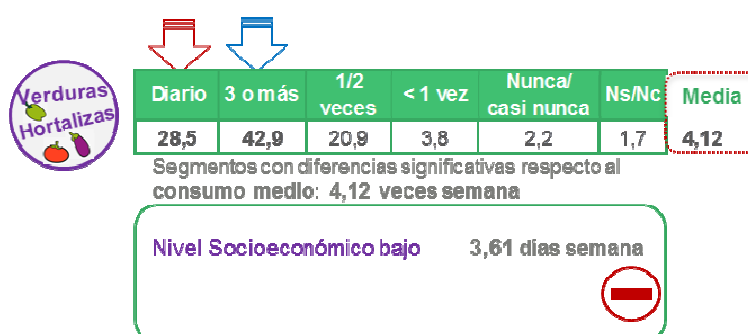 Verduras
Hortalizas
Diario 3 o más 1/2 veces < 1 vez Nunca/ casi nunca Ns/Nc Media
28,5 42,9 20,9 3,8 2,2 1,7 4,12
Segmentos con diferencias significativas respecto al
consumo medio: 4,12 veces semana
Nivel Socioeconómico bajo 3,61 días semana